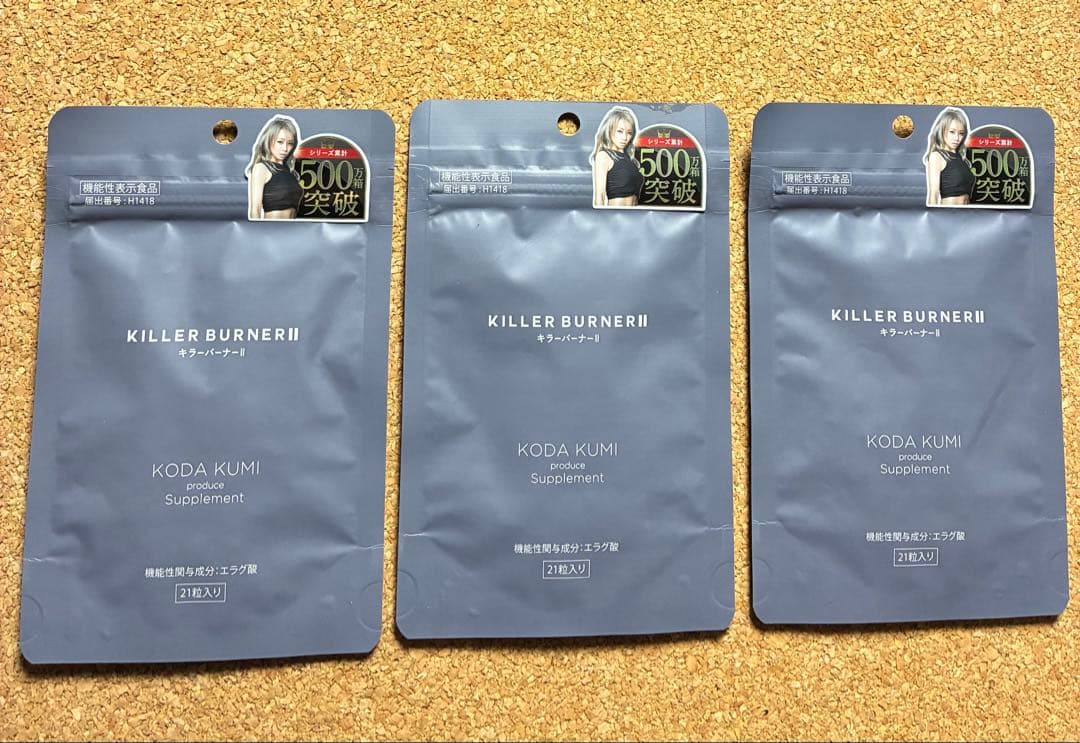 機能性表示食品
届出番号:H1418
シリーズ累計
500万箱
突破
KILLER BURNERⅡ
キラーバーナーⅡ
KODA KUMI
produce
Supplement
機能性関与成分:エラグ酸
21粒入り
機能性表示食品
届出番号:H1418
シリーズ累計
500万箱
突破
KILLER BURNERⅡ
キラーバーナーⅡ
KODA KUMI
produce
Supplement
機能性関与成分:エラグ酸
21粒入り
機能性表示食品
届出番号:H1418
シリーズ累計
500万箱
突破
KILLER BURNERⅡ
キラーバーナーⅡ
KODA KUMI
produce
Supplement
機能性関与成分:エラグ酸
21粒入り